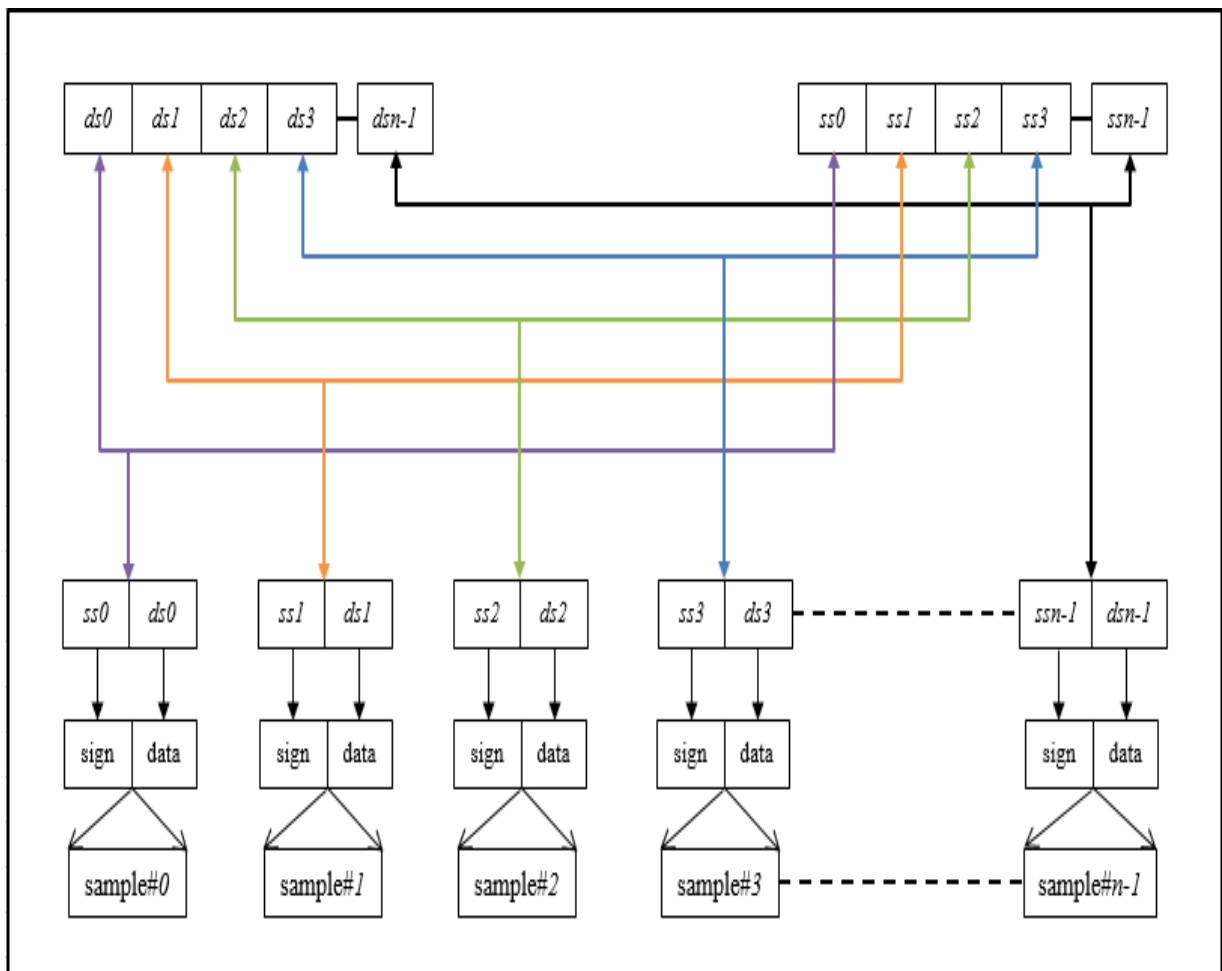 ds0 ds1 ds2 ds3 dsn-1 ss0 ss1 ss2 ss3 ssn-1
ss0 ds0 ss1 ds1 ss2 ds2 ss3 ds3 ssn-1 dsn-1
sign data sign data sign data sign data sign data
sample#0 sample#1 sample#2 sample#3 sample#n-1